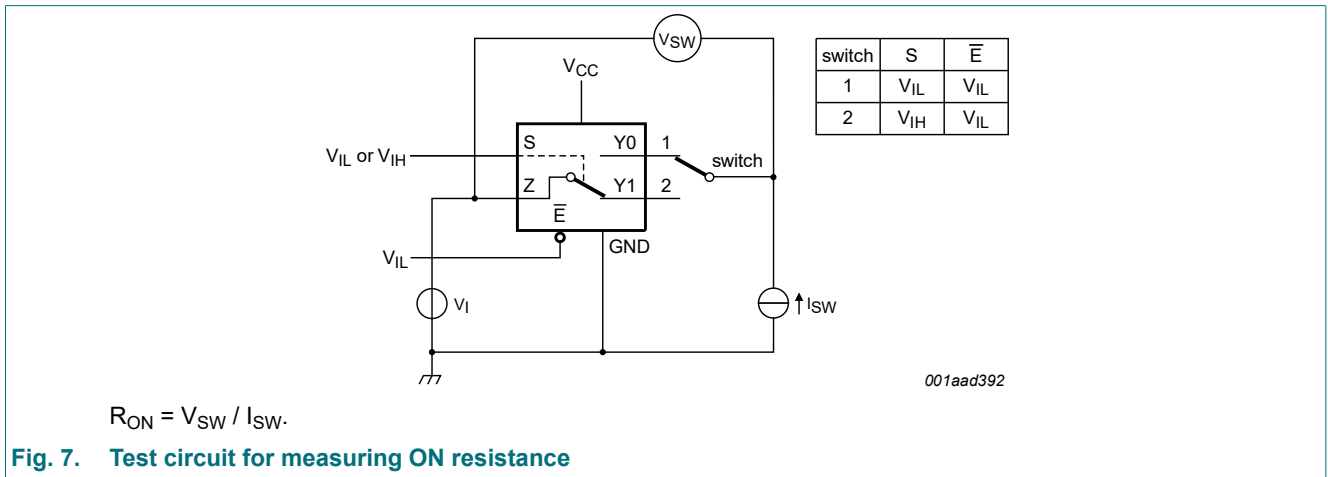 VSW
switch S E̅
1 VIL VIL
2 VIH VIL
VCC
S Y0 1
VIL or VIH
switch
Z Y1 2
E̅
GND
VIL
VI
ISW
001aad392
RON = VSW / ISW.
Fig. 7. Test circuit for measuring ON resistance